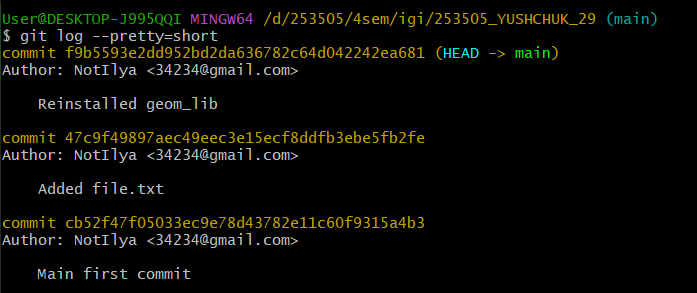 User@DESKTOP-J995QQI MINGW64 /d/253505/4sem/igi/253505_YUSHCHUK_29 (main)
$ git log --pretty=short
commit f9b5593e2dd952bd2da636782c64d042242ea681 (HEAD -> main)
Author: NotIlya <34234@gmail.com>
Reinstalled geom_lib
commit 47c9f49897aec49eec3e15ecf8ddfb3ebe5fb2fe
Author: NotIlya <34234@gmail.com>
Added file.txt
commit cb52f47f05033ec9e78d43782e11c60f9315a4b3
Author: NotIlya <34234@gmail.com>
Main first commit